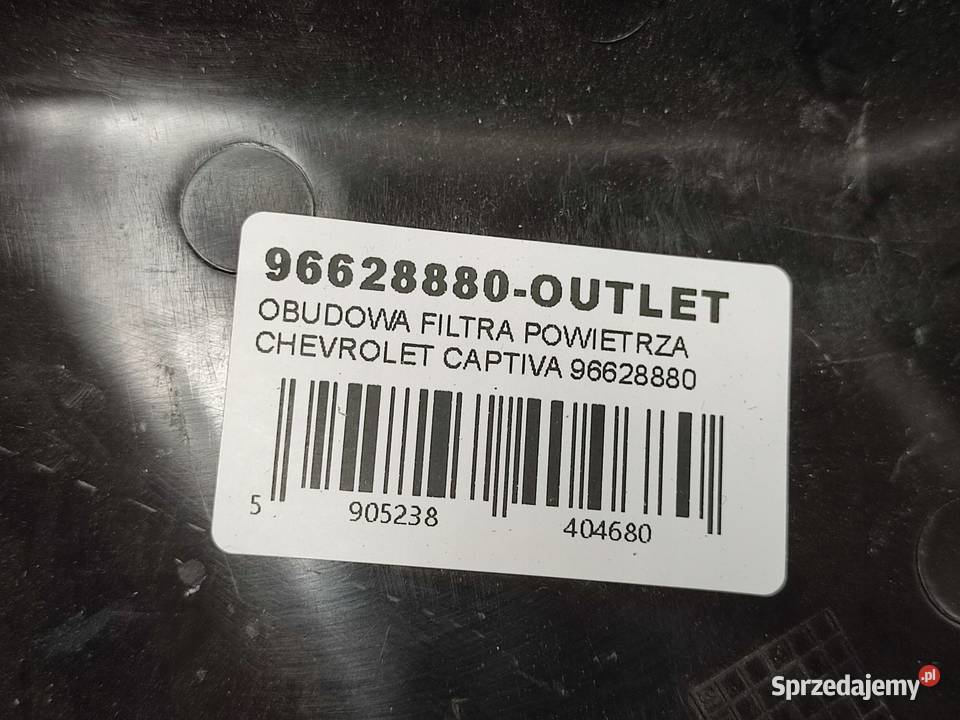 96628880-OUTLET
OBUDOWA FILTRA POWIETRZA
CHEVROLET CAPTIVA 96628880
5 905238 404680
Sprzedajemy.pl